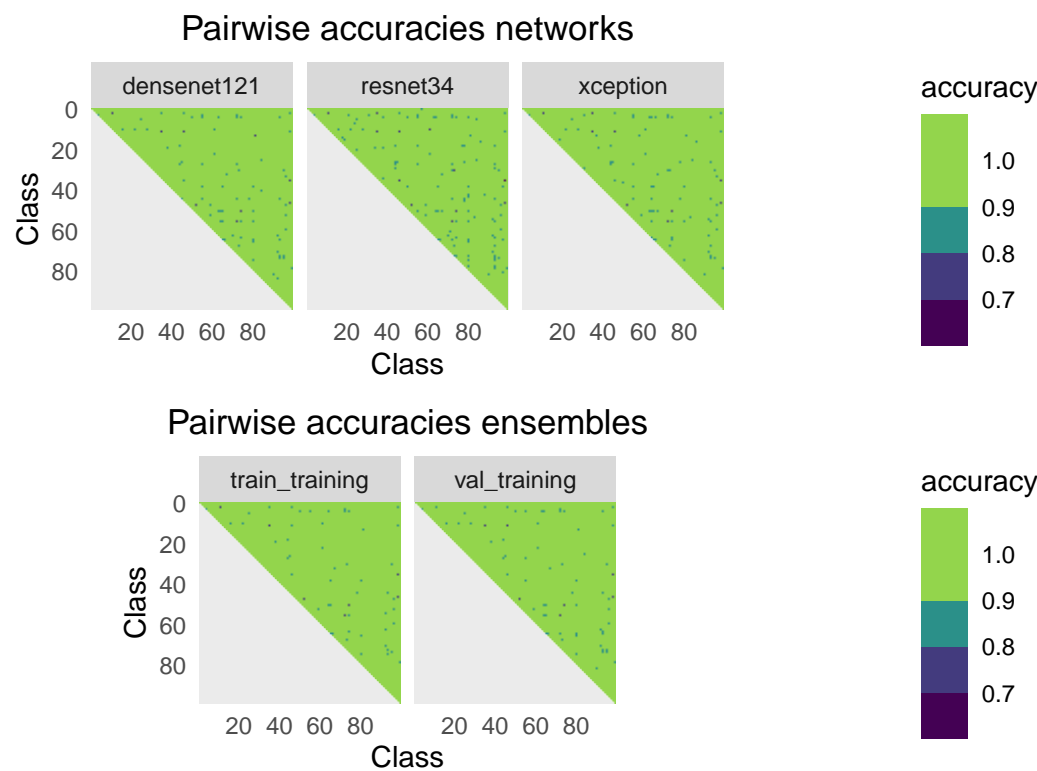 Pairwise accuracies networks
densenet121 resnet34 xception
accuracy
0
20
40
60
80
Class
1.0
0.9
0.8
0.7
20 40 60 80 20 40 60 80 20 40 60 80
Class
Pairwise accuracies ensembles
train_training val_training
accuracy
0
20
40
60
80
Class
1.0
0.9
0.8
0.7
20 40 60 80 20 40 60 80
Class